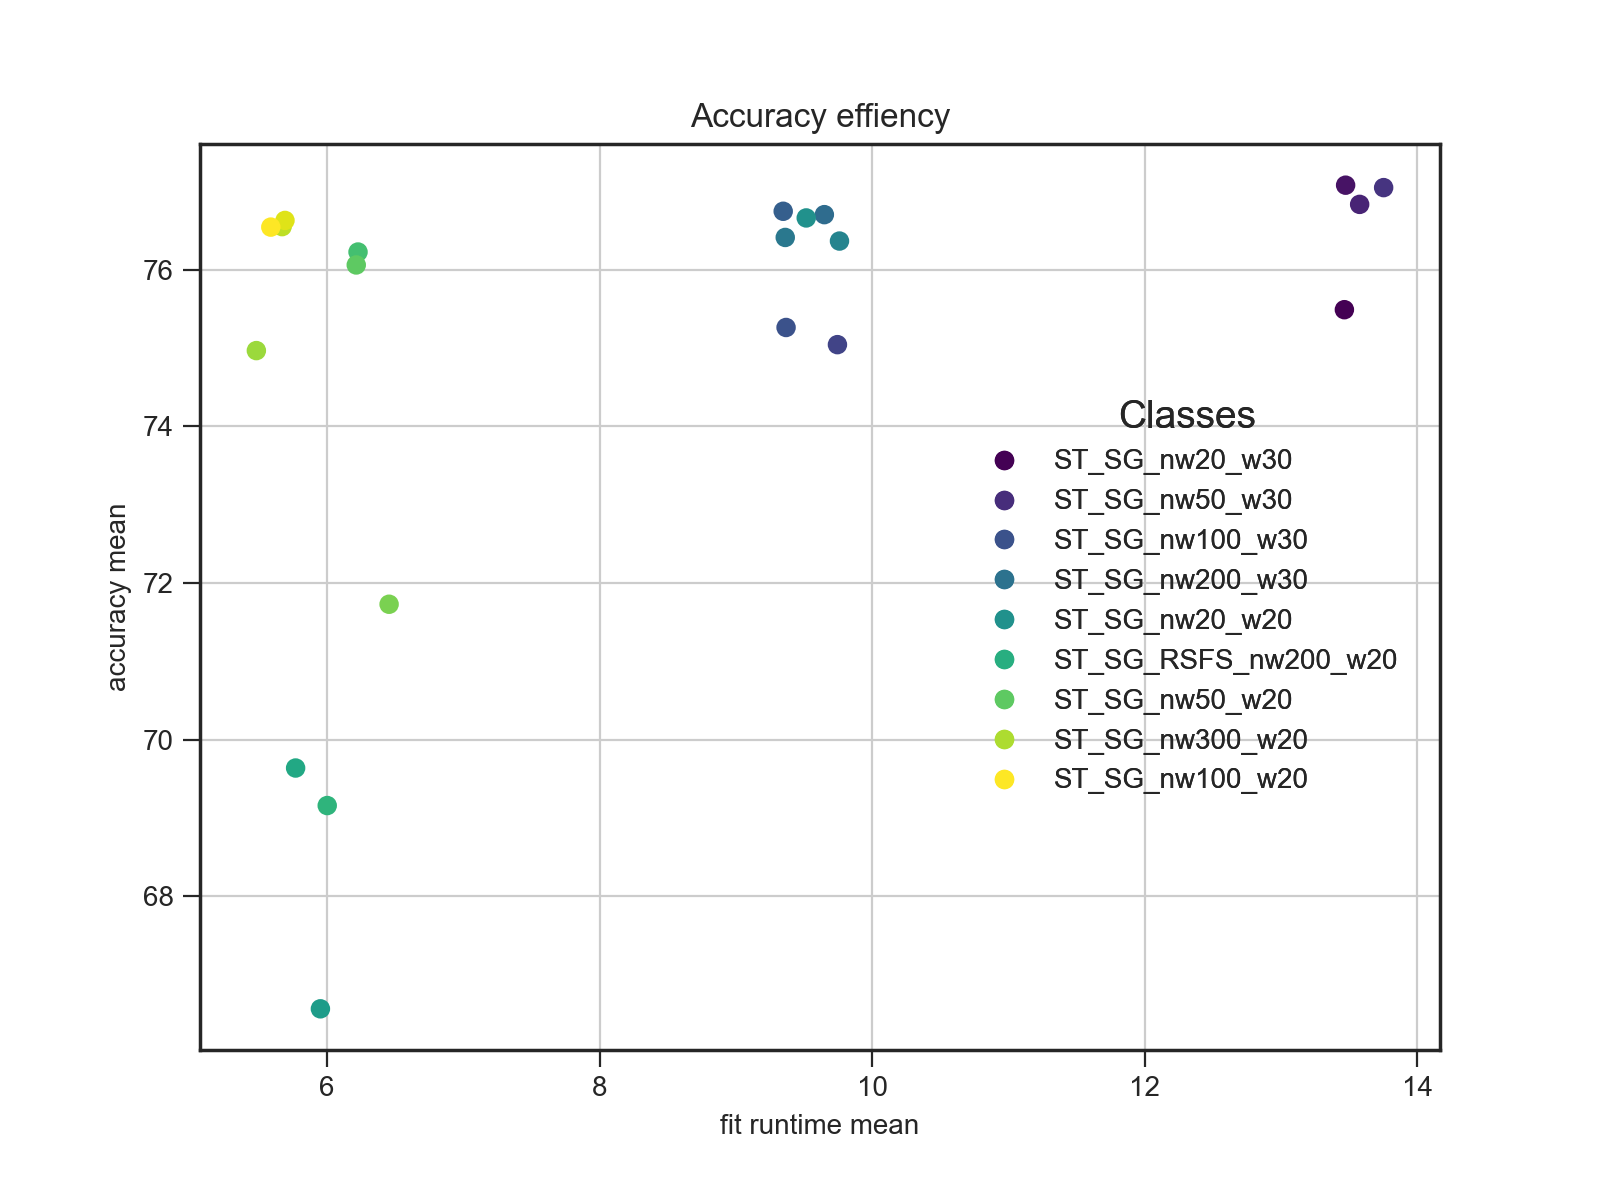 Accuracy effiency
accuracy mean
76
74
72
70
68
6
8
10
12
14
fit runtime mean
Classes
ST_SG_nw20_w30
ST_SG_nw50_w30
ST_SG_nw100_w30
ST_SG_nw200_w30
ST_SG_nw20_w20
ST_SG_RSFS_nw200_w20
ST_SG_nw50_w20
ST_SG_nw300_w20
ST_SG_nw100_w20